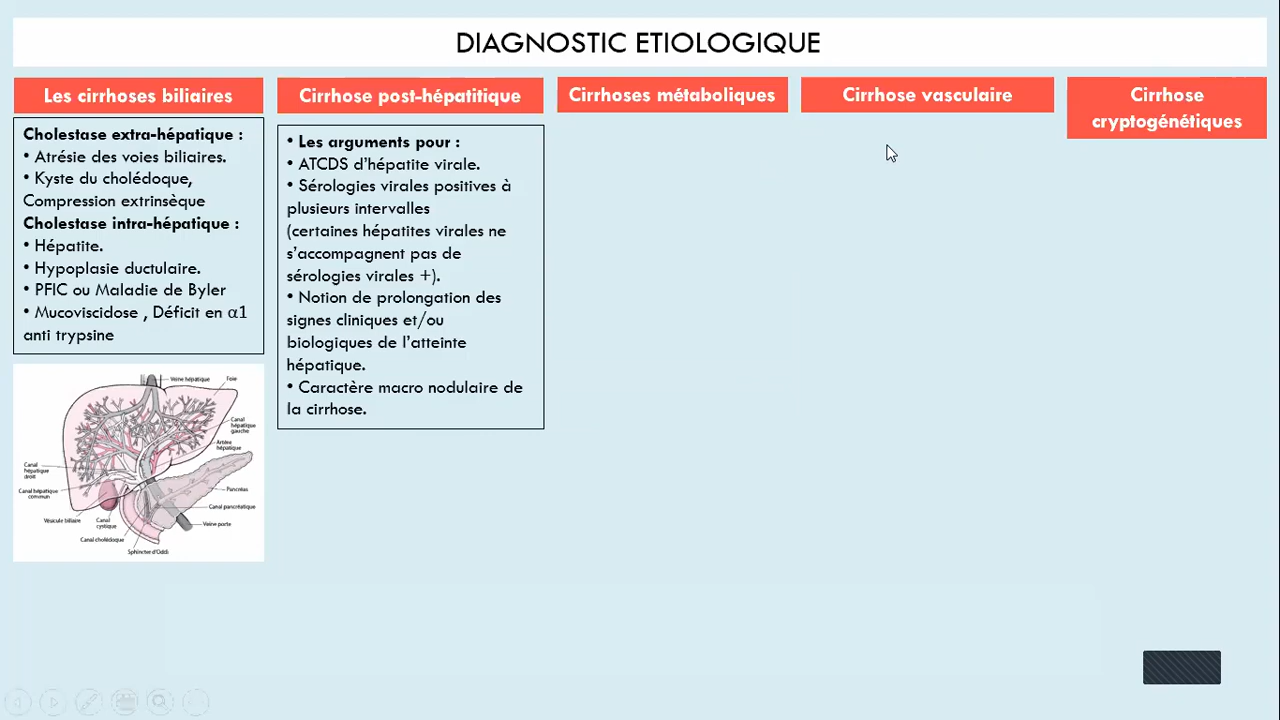 DIAGNOSTIC ETIOLOGIQUE
Les cirrhoses biliaires
Cholestase extra-hépatique :
• Atrésie des voies biliaires.
• Kyste du cholédoque,
Compression extrinsèque
Cholestase intra-hépatique :
• Hépatite.
• Hypoplasie ductulaire.
• PFIC ou Maladie de Byler
• Mucoviscidose , Déficit en α1
anti trypsine
Veine hépatique
Foie
Canal
hépatique
gauche
Artère
hépatique
Canal
hépatique
droit
Canal hépatique
commun
Pancréas
Canal pancréatique
Vésicule biliaire
Canal
cystique
Veine porte
Canal cholédoque
Sphincter d'Oddi
Cirrhose post-hépatitique
• Les arguments pour :
• ATCDS d'hépatite virale.
• Sérologies virales positives à
plusieurs intervalles
(certaines hépatites virales ne
s'accompagnent pas de
sérologies virales +).
• Notion de prolongation des
signes cliniques et/ou
biologiques de l'atteinte
hépatique.
• Caractère macro nodulaire de
la cirrhose.
Cirrhoses métaboliques
Cirrhose vasculaire
Cirrhose
cryptogénétiques